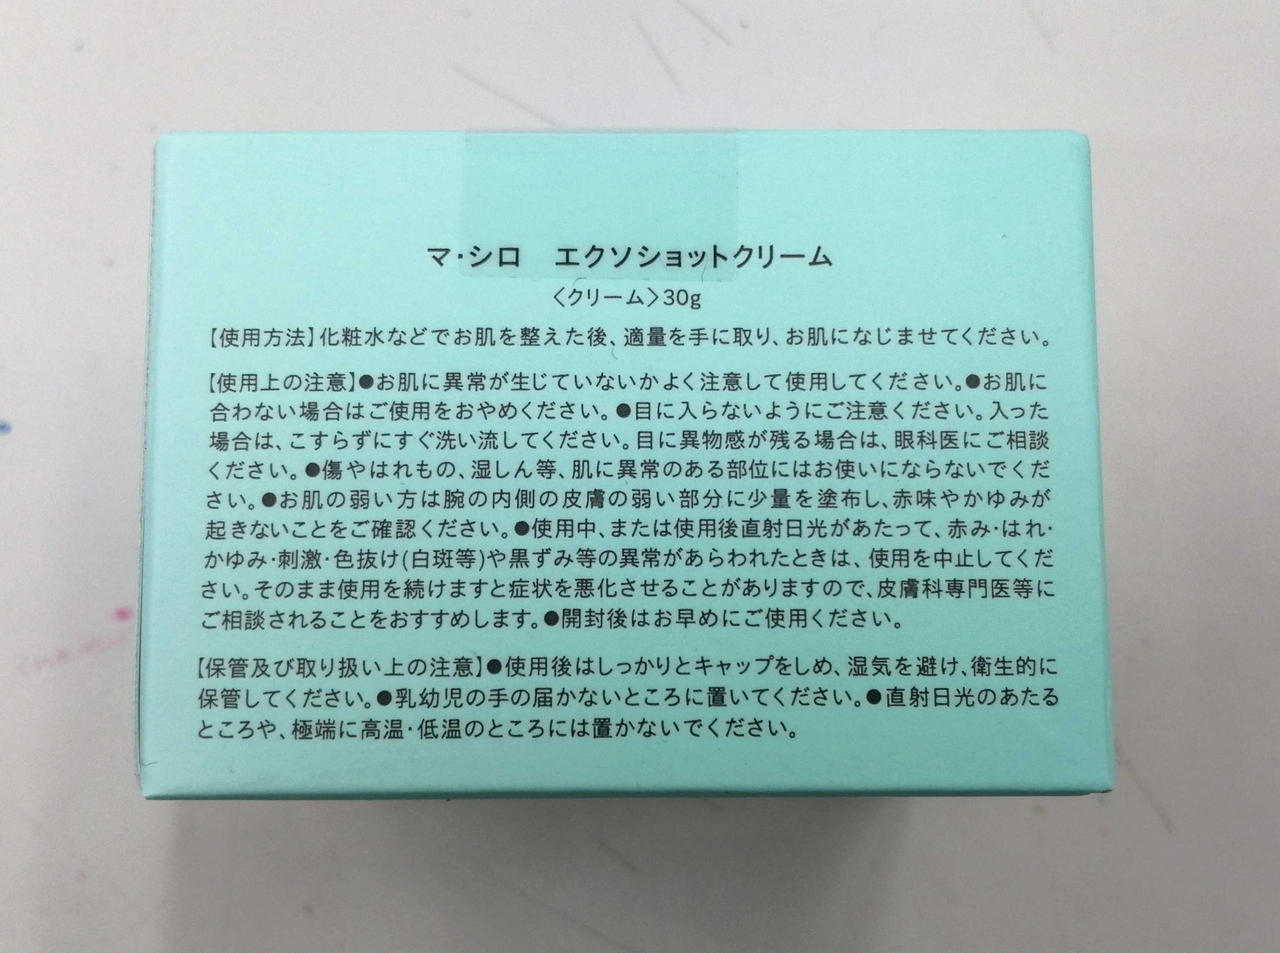 マ・シロ　エクソショットクリーム
〈クリーム〉30g
【使用方法】化粧水などでお肌を整えた後、適量を手に取り、お肌になじませてください。
【使用上の注意】●お肌に異常が生じていないかよく注意して使用してください。●お肌に
合わない場合はご使用をおやめください。●目に入らないようにご注意ください。入った
場合は、こすらずにすぐ洗い流してください。目に異物感が残る場合は、眼科医にご相談
ください。●傷やはれもの、湿しん等、肌に異常のある部位にはお使いにならないでくだ
さい。●お肌の弱い方は腕の内側の皮膚の弱い部分に少量を塗布し、赤味やかゆみが
起きないことをご確認ください。●使用中、または使用後直射日光があたって、赤み・はれ・
かゆみ・刺激・色抜け(白斑等)や黒ずみ等の異常があらわれたときは、使用を中止してくだ
さい。そのまま使用を続けますと症状を悪化させることがありますので、皮膚科専門医等に
ご相談されることをおすすめします。●開封後はお早めにご使用ください。
【保管及び取り扱い上の注意】●使用後はしっかりとキャップをしめ、湿気を避け、衛生的に
保管してください。●乳幼児の手の届かないところに置いてください。●直射日光のあたる
ところや、極端に高温・低温のところには置かないでください。